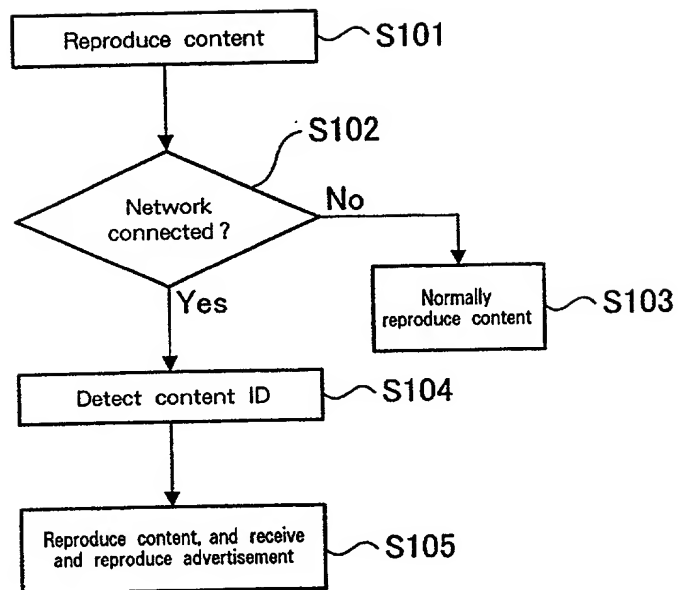 Reproduce content
S101
S102
Network
connected?
No
Yes
Normally
reproduce content
S103
Detect content ID
S104
Reproduce content, and receive
and reproduce advertisement
S105